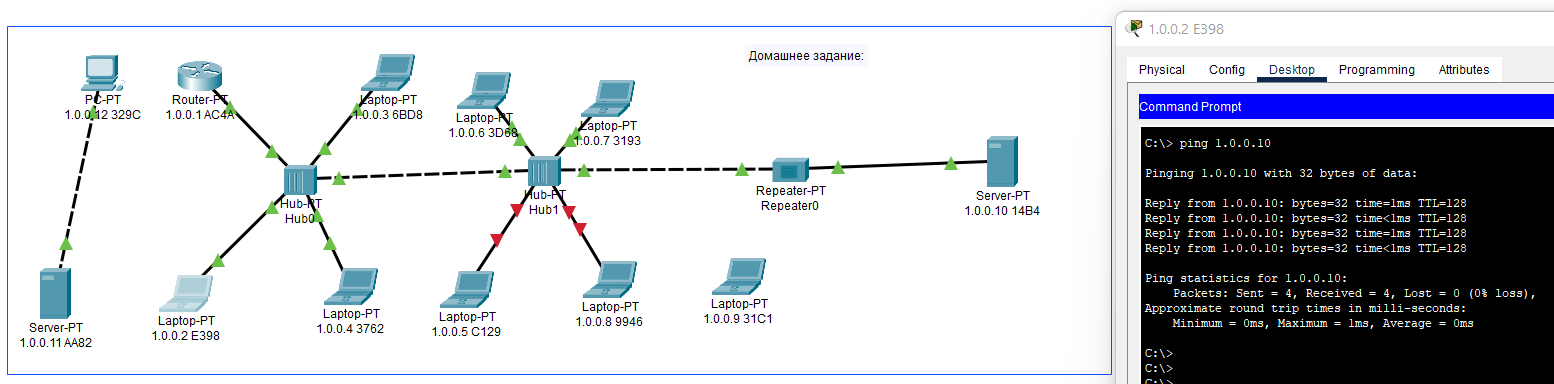 Домашнее задание:
PC-PT
1.0.0.12 329C
Router-PT
1.0.0.1 AC4A
Laptop-PT
1.0.0.3 6BD8
Laptop-PT
1.0.0.6 3D68
Laptop-PT
1.0.0.7 3193
Hub-PT
Hub0
Hub-PT
Hub1
Repeater-PT
Repeater0
Server-PT
1.0.0.10 14B4
Server-PT
1.0.0.11 AA82
Laptop-PT
1.0.0.2 E398
Laptop-PT
1.0.0.4 3762
Laptop-PT
1.0.0.5 C129
Laptop-PT
1.0.0.8 9946
Laptop-PT
1.0.0.9 31C1
1.0.0.2 E398
Physical Config Desktop Programming Attributes
Command Prompt
C:\> ping 1.0.0.10
Pinging 1.0.0.10 with 32 bytes of data:
Reply from 1.0.0.10: bytes=32 time=1ms TTL=128
Reply from 1.0.0.10: bytes=32 time<1ms TTL=128
Reply from 1.0.0.10: bytes=32 time=1ms TTL=128
Reply from 1.0.0.10: bytes=32 time<1ms TTL=128
Ping statistics for 1.0.0.10:
Packets: Sent = 4, Received = 4, Lost = 0 (0% loss),
Approximate round trip times in milli-seconds:
Minimum = 0ms, Maximum = 1ms, Average = 0ms
C:\>
C:\>
C:\>